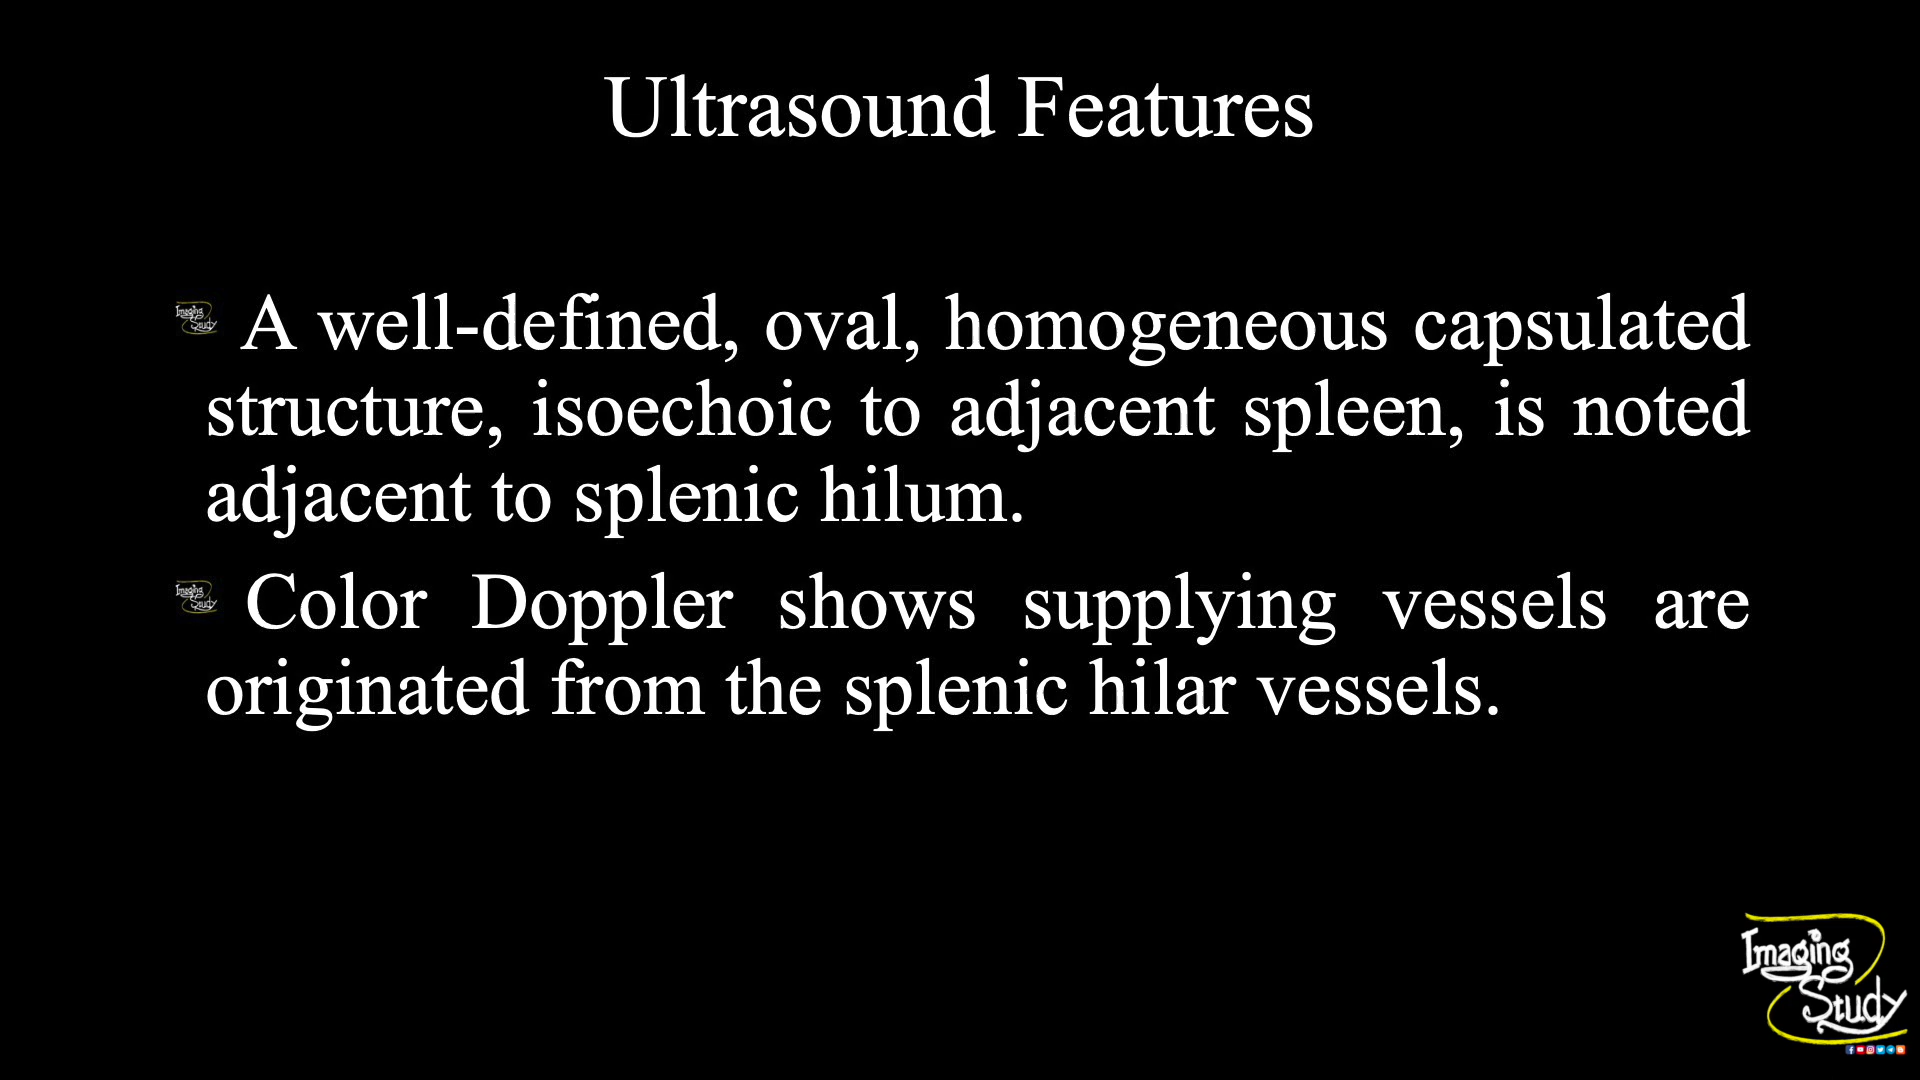 Ultrasound Features
A well-defined, oval, homogeneous capsulated
structure, isoechoic to adjacent spleen, is noted
adjacent to splenic hilum.
Color Doppler shows supplying vessels are
originated from the splenic hilar vessels.
Imaging
Study